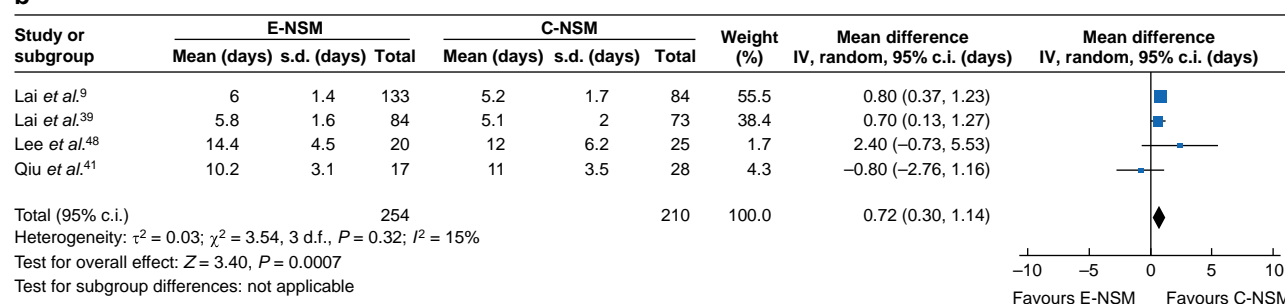 b
E-NSM C-NSM
Study or subgroup Mean (days) s.d. (days) Total Mean (days) s.d. (days) Total Weight (%) Mean difference IV, random, 95% c.i. (days) Mean difference IV, random, 95% c.i. (days)
Lai et al.9 6 1.4 133 5.2 1.7 84 55.5 0.80 (0.37, 1.23)
Lai et al.39 5.8 1.6 84 5.1 2 73 38.4 0.70 (0.13, 1.27)
Lee et al.48 14.4 4.5 20 12 6.2 25 1.7 2.40 (–0.73, 5.53)
Qiu et al.41 10.2 3.1 17 11 3.5 28 4.3 –0.80 (–2.76, 1.16)
Total (95% c.i.) 254 210 100.0 0.72 (0.30, 1.14)
Heterogeneity: τ2 = 0.03; χ2 = 3.54, 3 d.f., P = 0.32; I2 = 15%
Test for overall effect: Z = 3.40, P = 0.0007
Test for subgroup differences: not applicable
–10 –5 0 5 10
Favours E-NSM Favours C-NSM